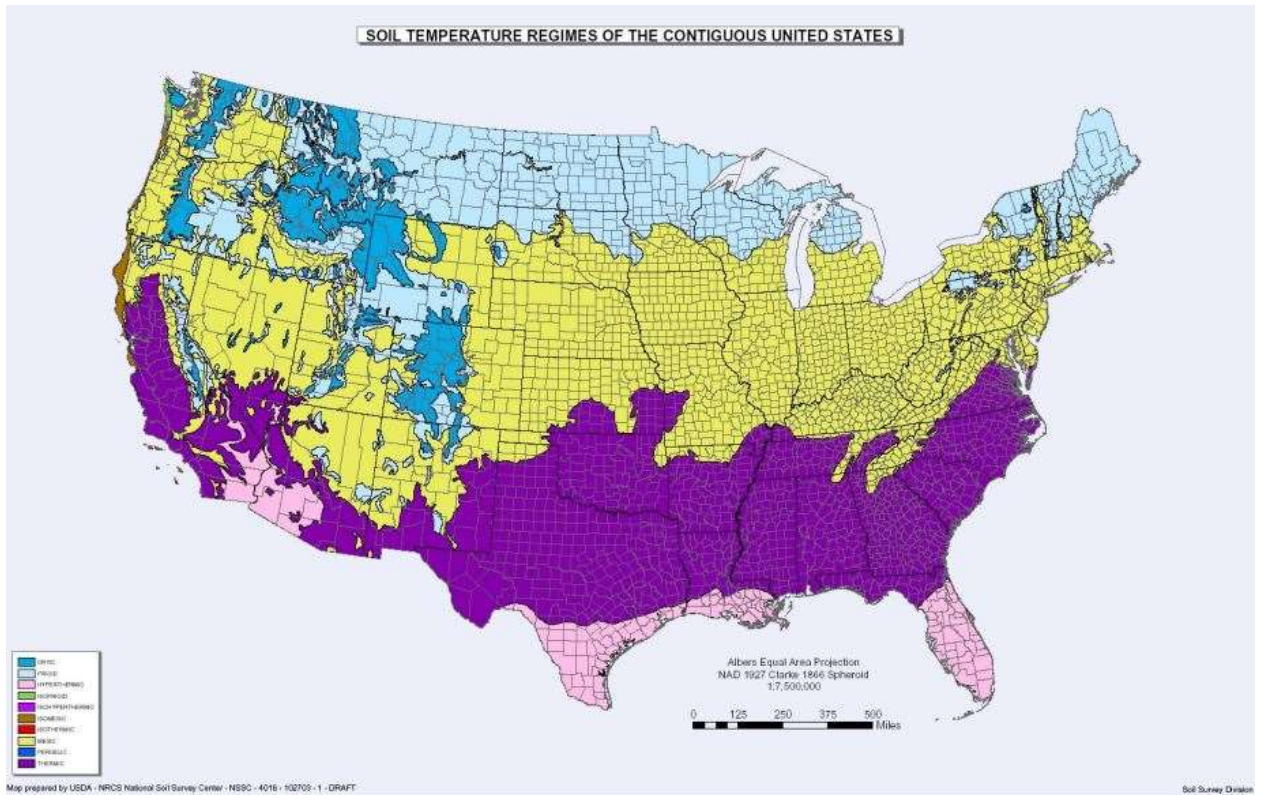 SOIL TEMPERATURE REGIMES OF THE CONTIGUOUS UNITED STATES
CRYIC
FRIGID
HYPERTHERMIC
ISOFRIGID
ISOHYPERTHERMIC
ISOMESIC
ISOTHERMIC
MESIC
PERGELIC
THERMIC
Albers Equal Area Projection
NAD 1927 Clarke 1866 Spheroid
1:7,500,000
0 125 250 375 500
Miles
Map prepared by USDA - NRCS National Soil Survey Center - NSSC - 4016 - 102703 - 1 - DRAFT
Soil Survey Division